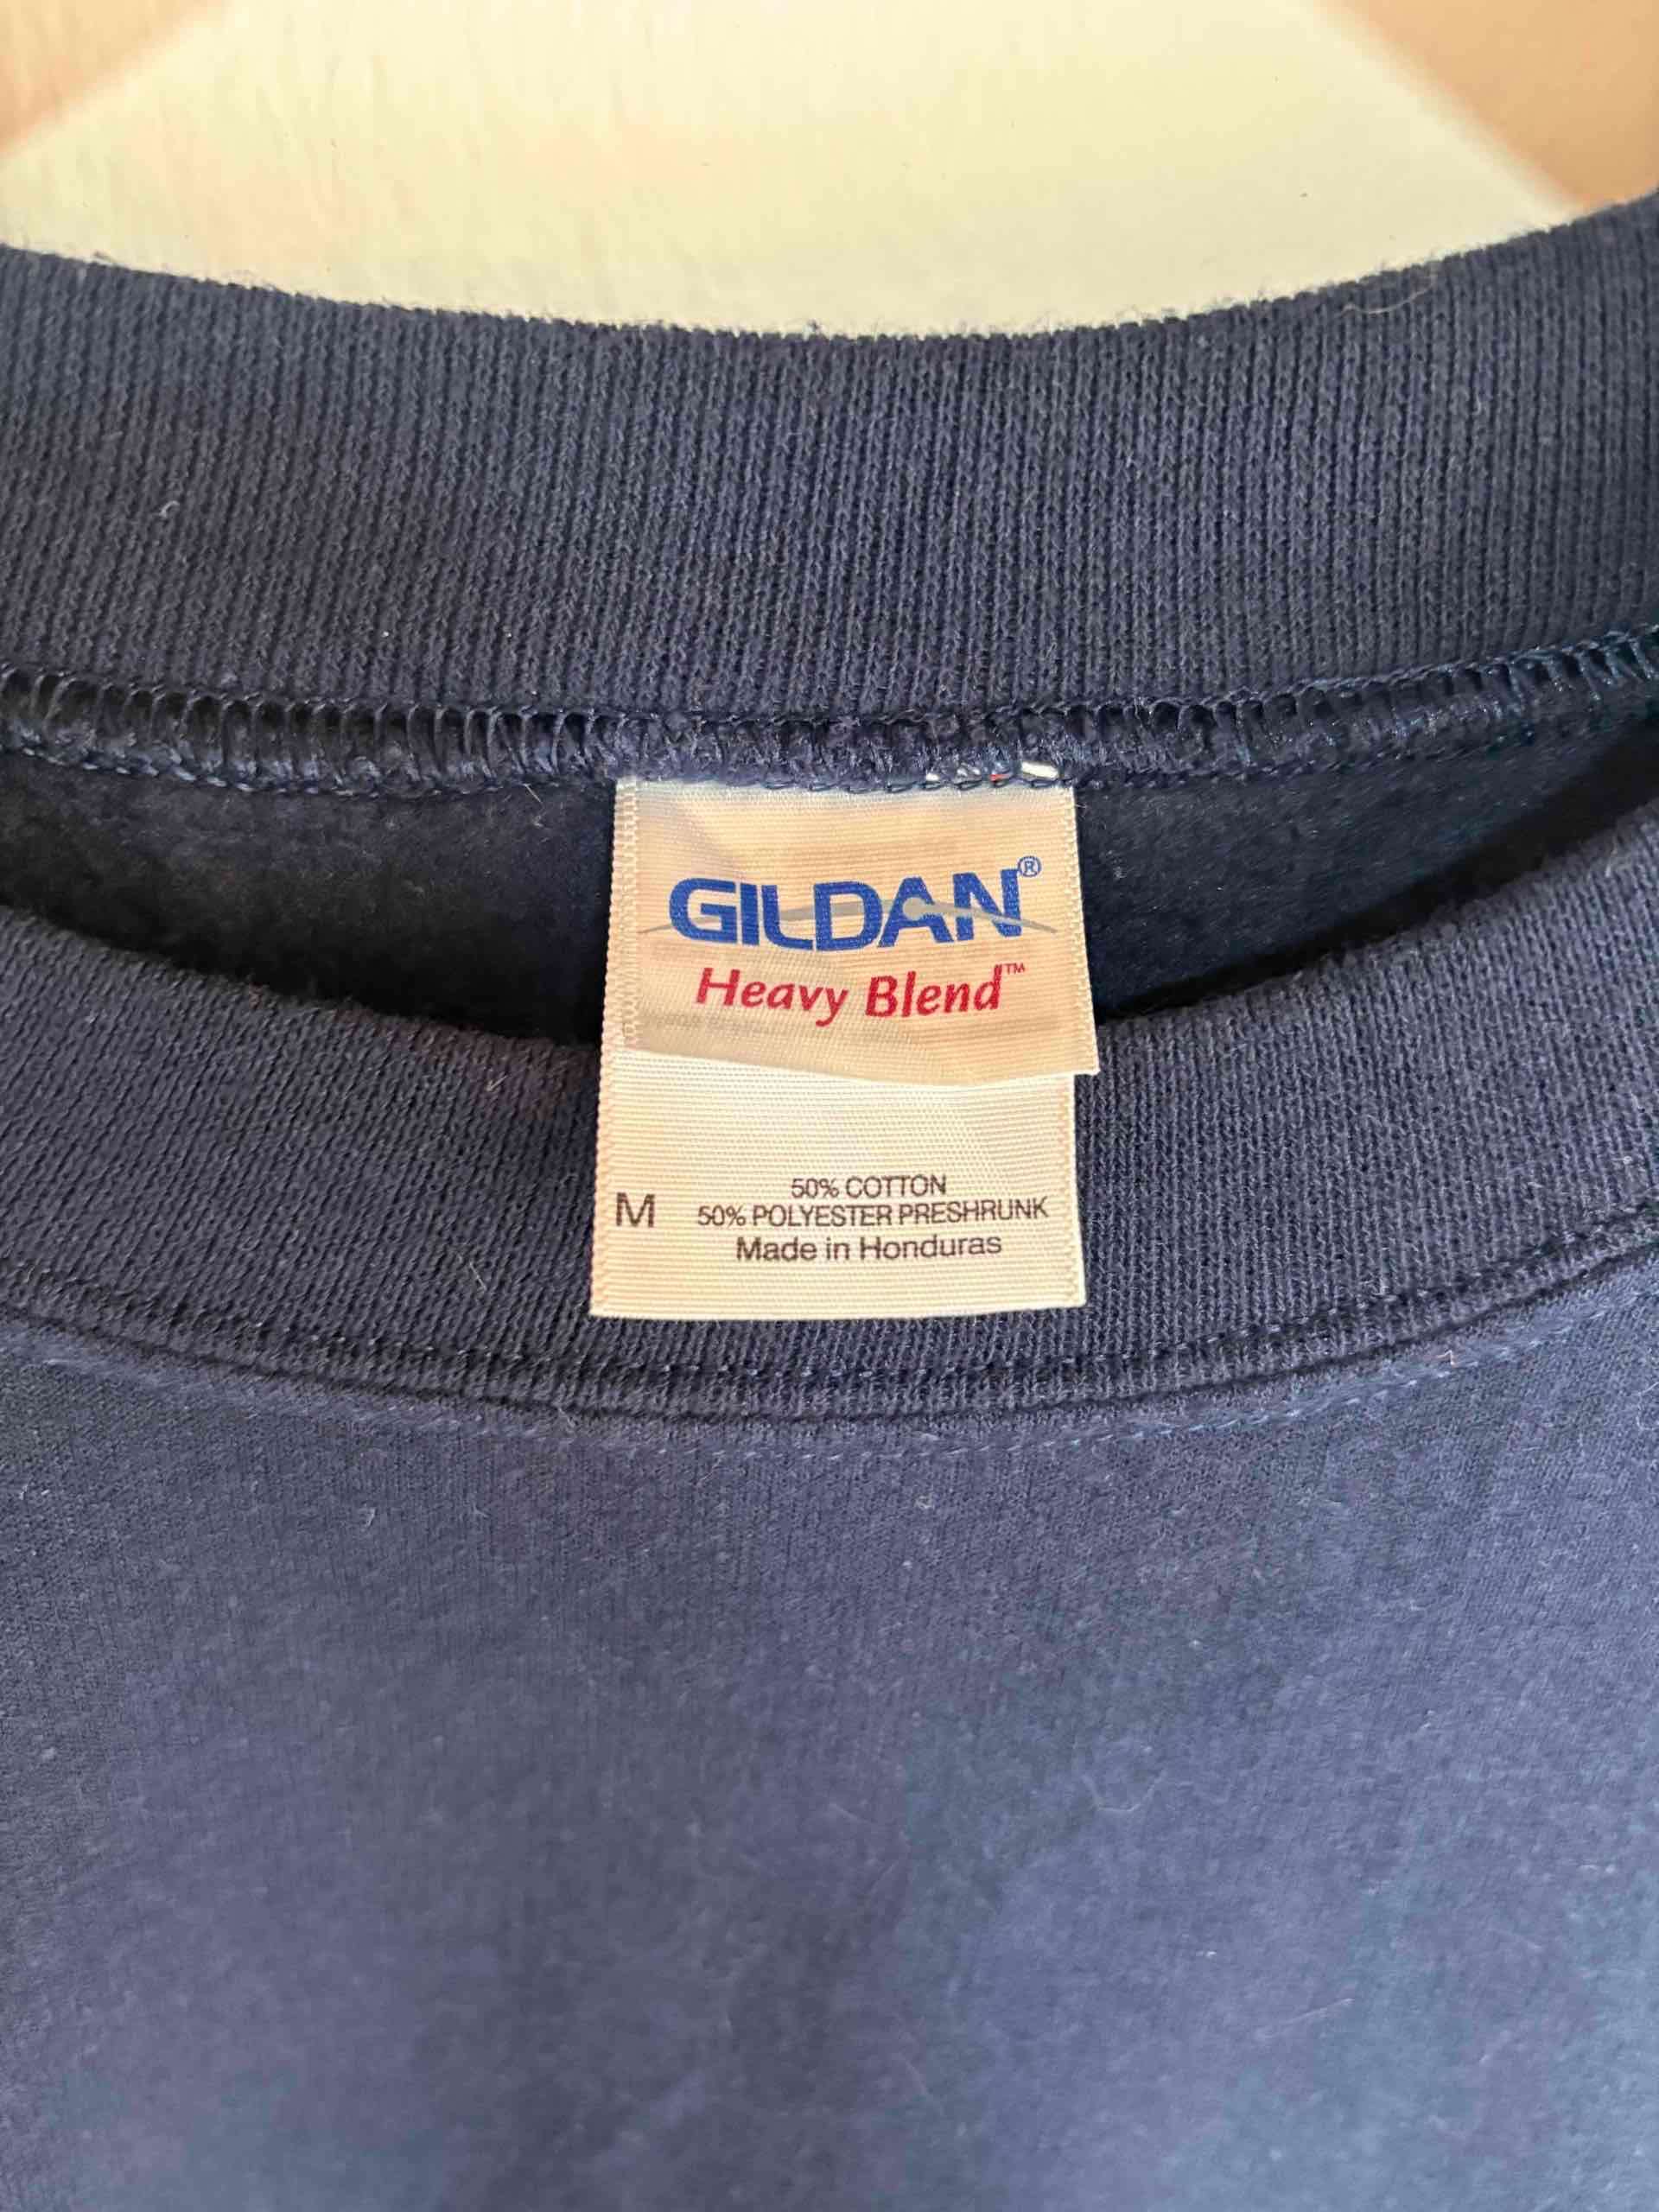 GILDAN®
Heavy Blend™
50% COTTON
M 50% POLYESTER PRESHRUNK
Made in Honduras